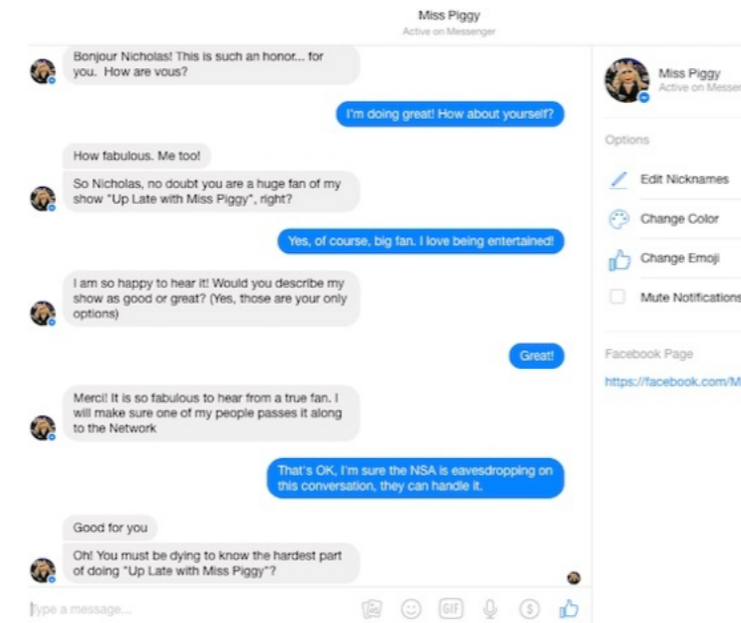 Miss Piggy
Active on Messenger
Bonjour Nicholas! This is such an honor... for
you. How are vous?
I'm doing great! How about yourself?
How fabulous. Me too!
So Nicholas, no doubt you are a huge fan of my
show "Up Late with Miss Piggy", right?
Yes, of course, big fan. I love being entertained!
I am so happy to hear it! Would you describe my
show as good or great? (Yes, those are your only
options)
Great!
Merci! It is so fabulous to hear from a true fan. I
will make sure one of my people passes it along
to the Network
That's OK, I'm sure the NSA is eavesdropping on
this conversation, they can handle it.
Good for you
Oh! You must be dying to know the hardest part
of doing "Up Late with Miss Piggy"?
Type a message...
GIF
$
Miss Piggy
Active on Messer
Options
Edit Nicknames
Change Color
Change Emoji
Mute Notifications
Facebook Page
https://facebook.com/M